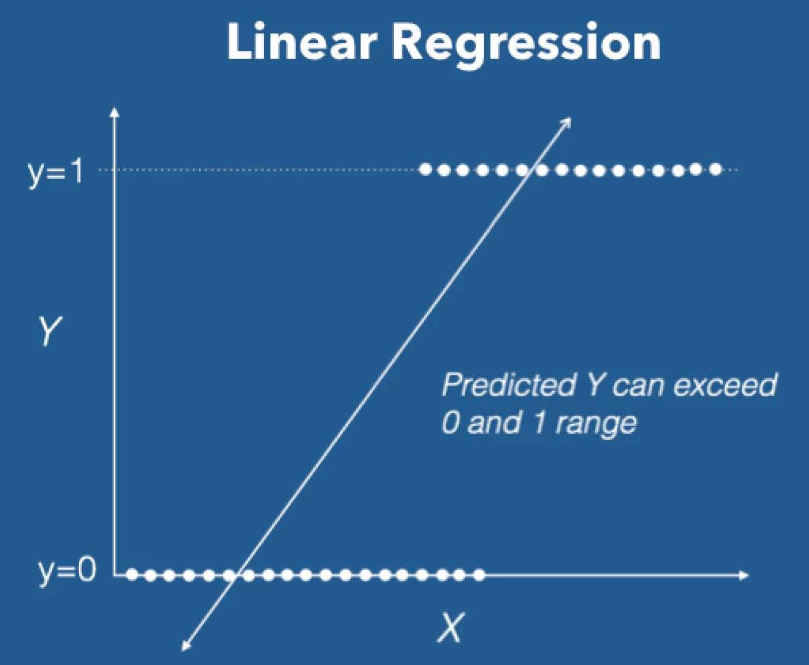 Linear Regression
y=1
Y
Predicted Y can exceed
0 and 1 range
y=0
X